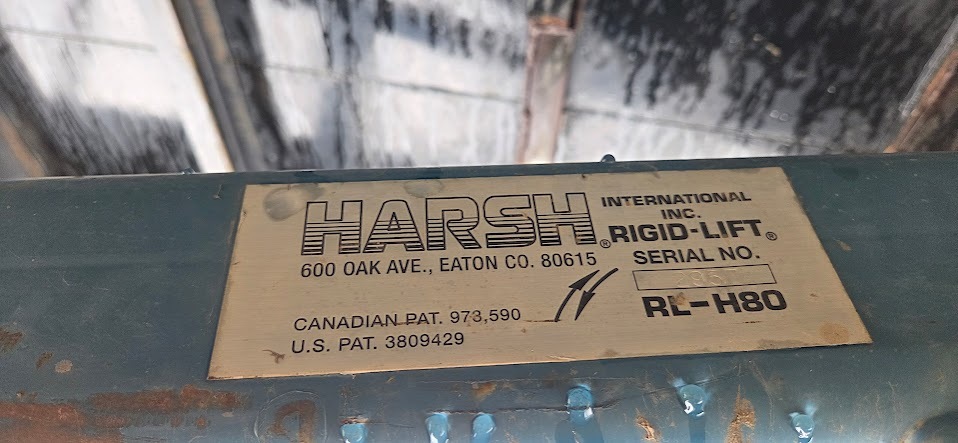 HARSH®
600 OAK AVE., EATON CO. 80615
CANADIAN PAT. 973,590
U.S. PAT. 3809429
INTERNATIONAL
INC.
RIGID-LIFT®
SERIAL NO.
RL-H80